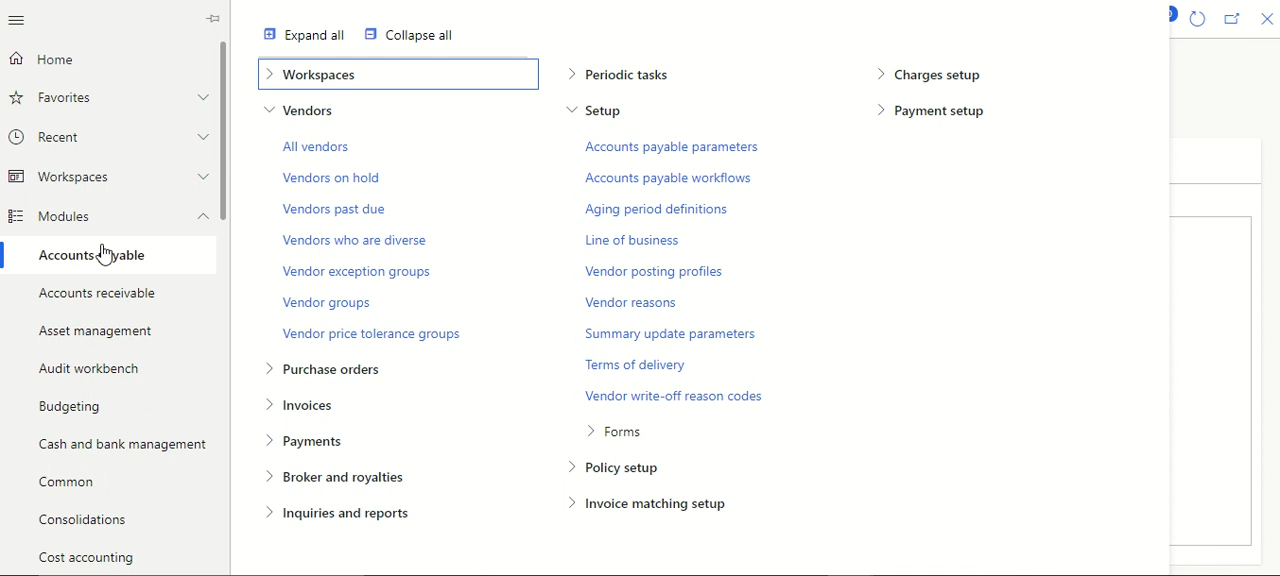 Home
Favorites
Recent
Workspaces
Modules
Accounts payable
Accounts receivable
Asset management
Audit workbench
Budgeting
Cash and bank management
Common
Consolidations
Cost accounting
Expand all
Collapse all
Workspaces
Vendors
All vendors
Vendors on hold
Vendors past due
Vendors who are diverse
Vendor exception groups
Vendor groups
Vendor price tolerance groups
Purchase orders
Invoices
Payments
Broker and royalties
Inquiries and reports
Periodic tasks
Setup
Accounts payable parameters
Accounts payable workflows
Aging period definitions
Line of business
Vendor posting profiles
Vendor reasons
Summary update parameters
Terms of delivery
Vendor write-off reason codes
Forms
Policy setup
Invoice matching setup
Charges setup
Payment setup